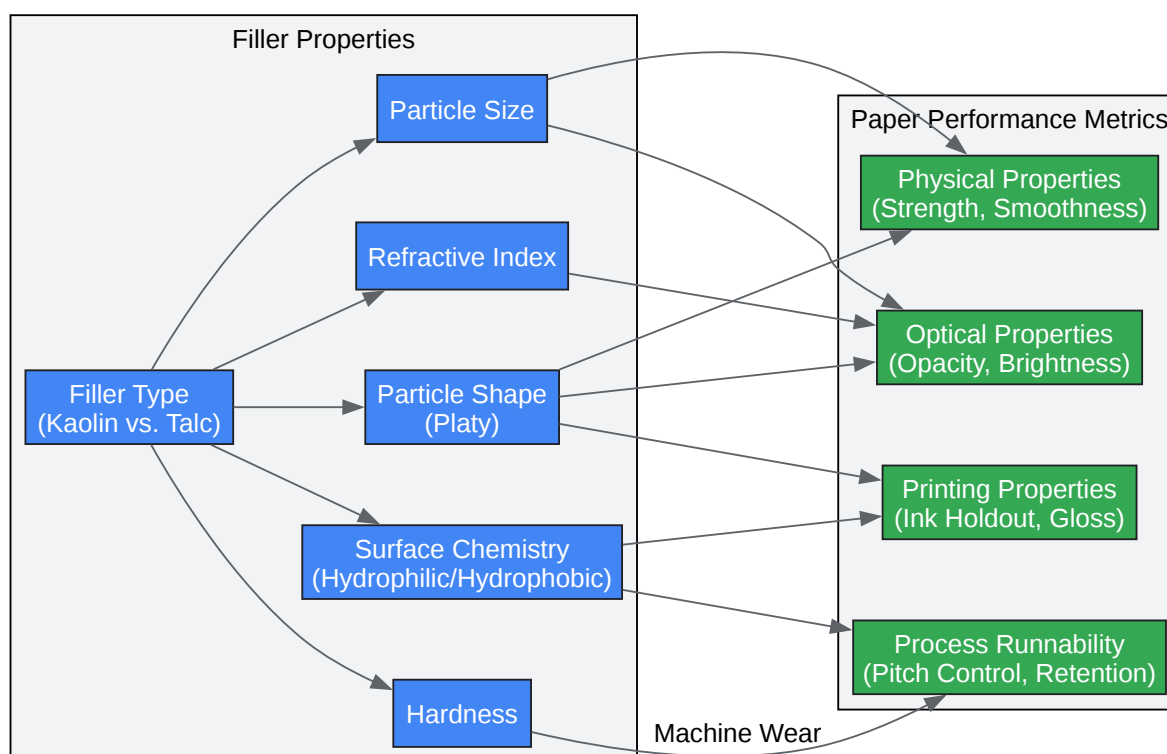 Filler Properties
Particle Size
Refractive Index
Filler Type
(Kaolin vs. Talc)
Particle Shape
(Platy)
Surface Chemistry
(Hydrophilic/Hydrophobic)
Hardness
Machine Wear
Paper Performance Metrics
Physical Properties
(Strength, Smoothness)
Optical Properties
(Opacity, Brightness)
Printing Properties
(Ink Holdout, Gloss)
Process Runnability
(Pitch Control, Retention)